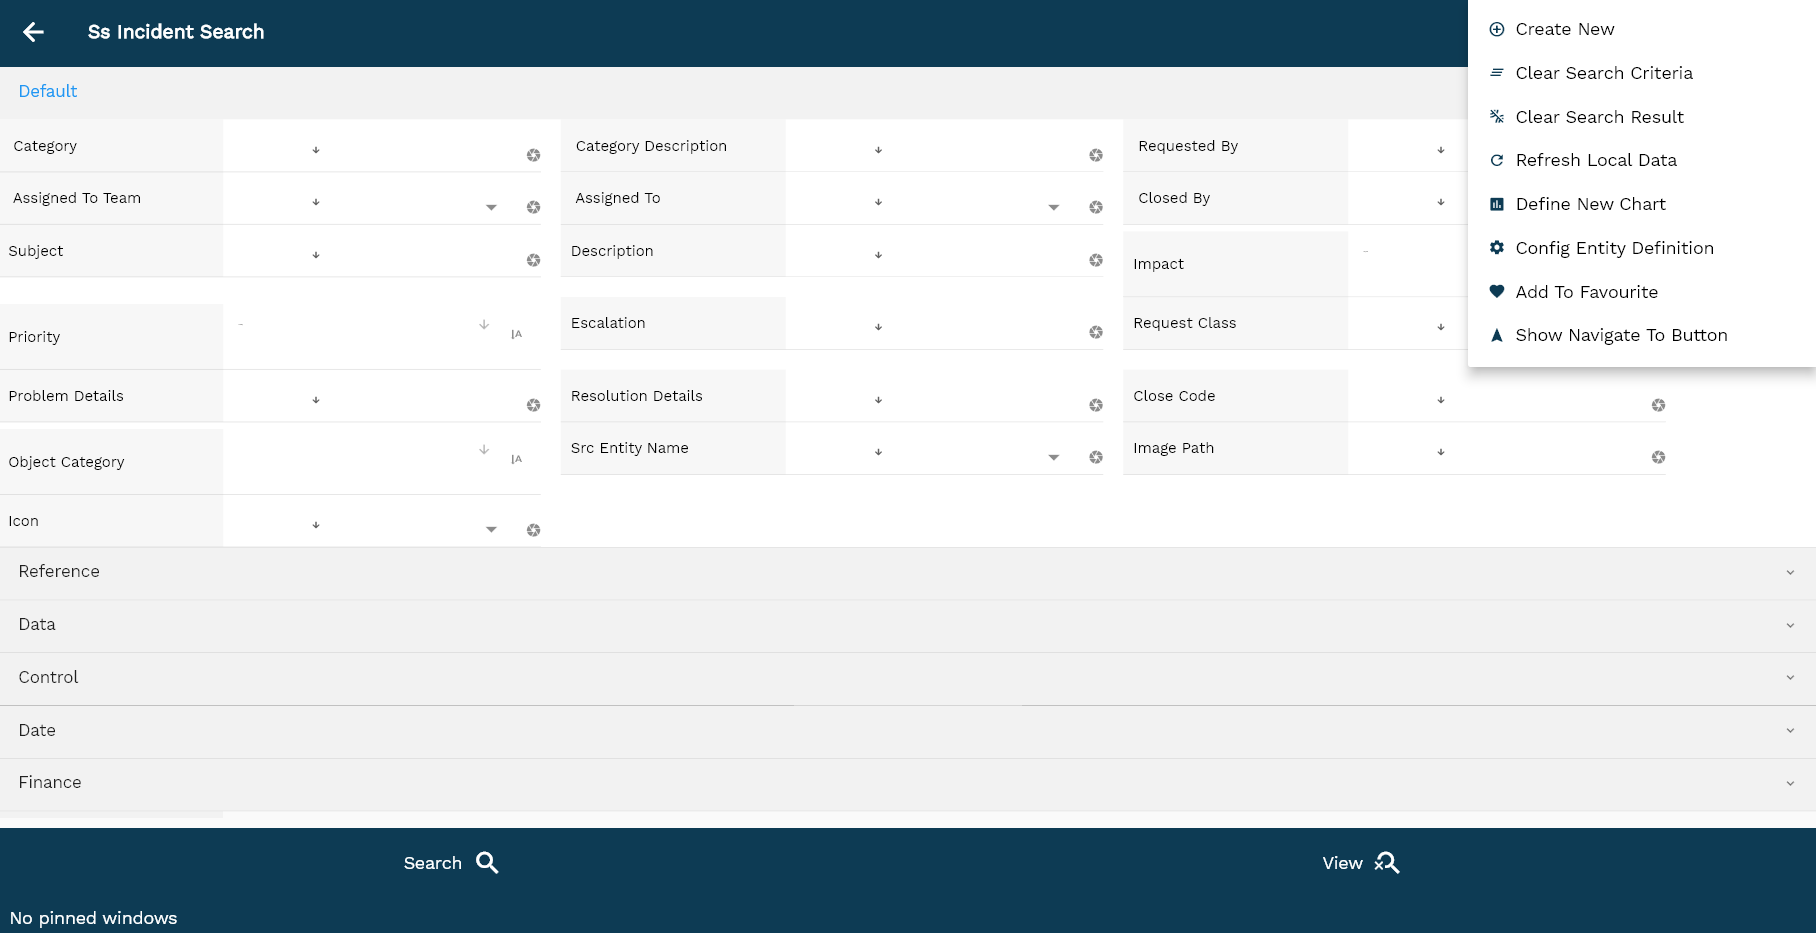 Ss Incident Search
Create New
Clear Search Criteria
Clear Search Result
Refresh Local Data
Define New Chart
Config Entity Definition
Add To Favourite
Show Navigate To Button
Default
Category
Category Description
Requested By
Assigned To Team
Assigned To
Closed By
Subject
Description
Impact
-
Priority
-
Escalation
Request Class
Problem Details
Resolution Details
Close Code
Object Category
Src Entity Name
Image Path
Icon
Reference
Data
Control
Date
Finance
Search
View
No pinned windows